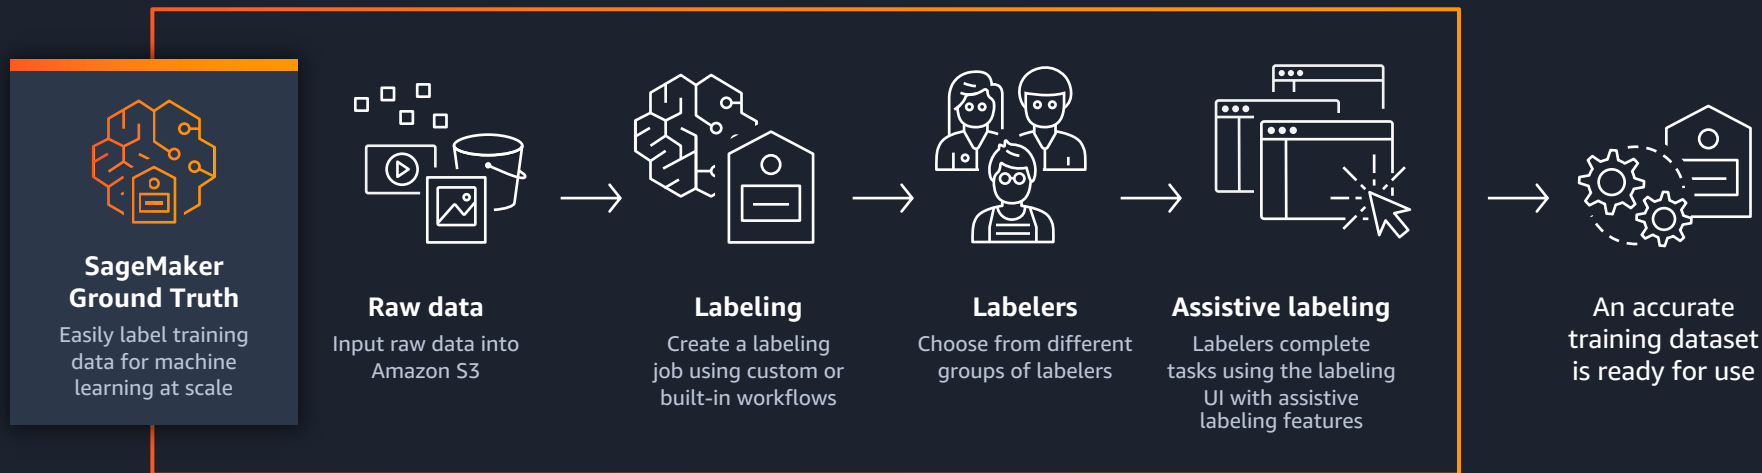 SageMaker
Ground Truth
Easily label training
data for machine
learning at scale
Raw data
Input raw data into
Amazon S3
Labeling
Create a labeling
job using custom or
built-in workflows
Labelers
Choose from different
groups of labelers
Assistive labeling
Labelers complete
tasks using the labeling
UI with assistive
labeling features
An accurate
training dataset
is ready for use